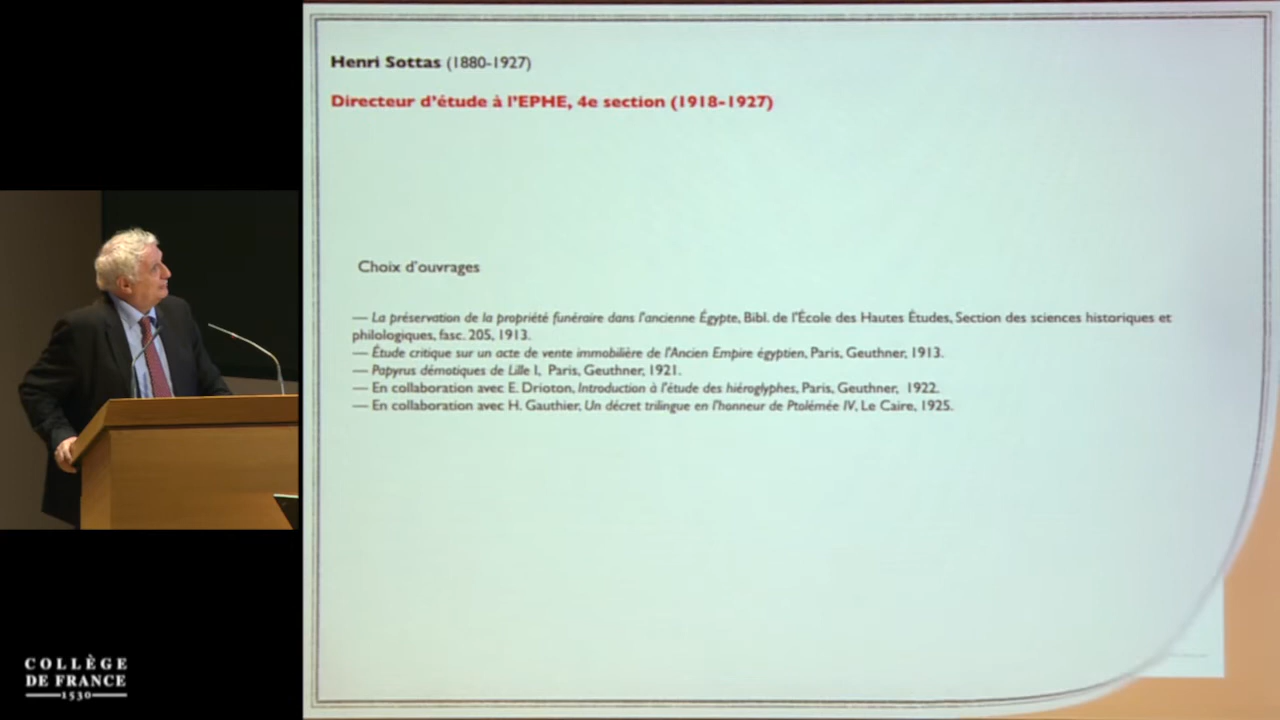 Henri Sottas (1880-1927)
Directeur d'étude à l'EPHE, 4e section (1918-1927)
Choix d'ouvrages
— La préservation de la propriété funéraire dans l'ancienne Égypte, Bibl. de l'École des Hautes Études, Section des sciences historiques et
philologiques, fasc. 205, 1913.
— Étude critique sur un acte de vente immobilière de l'Ancien Empire égyptien, Paris, Geuthner, 1913.
— Papyrus démotiques de Lille I, Paris, Geuthner, 1921.
— En collaboration avec E. Drioton, Introduction à l'étude des hiéroglyphes, Paris, Geuthner, 1922.
— En collaboration avec H. Gauthier, Un décret trilingue en l'honneur de Ptolémée IV, Le Caire, 1925.
COLLÈGE
DE FRANCE
1530